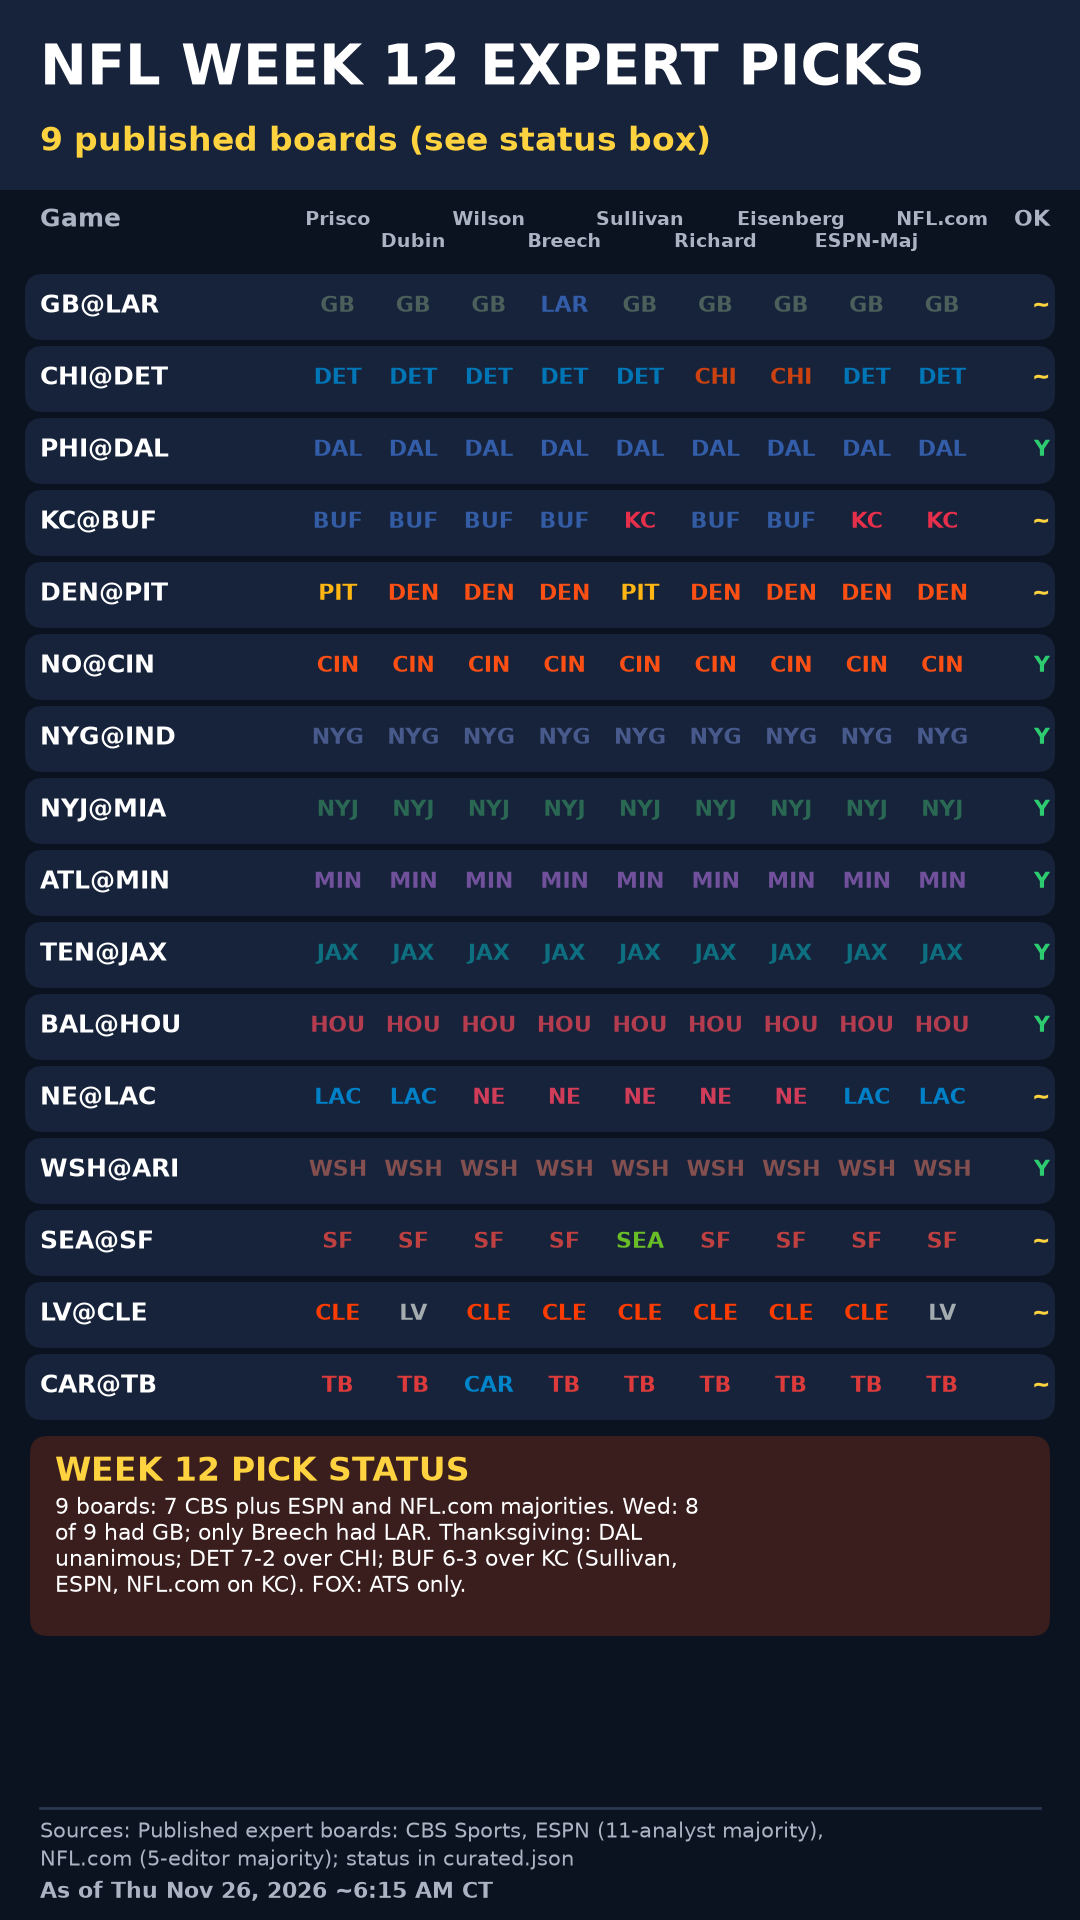 NFL WEEK 12 EXPERT PICKS
9 published boards (see status box)
Game Prisco Dubin Wilson Breech Sullivan Richard Eisenberg ESPN-Maj NFL.com OK
GB@LAR GB GB GB LAR GB GB GB GB GB ~
CHI@DET DET DET DET DET DET CHI CHI DET DET ~
PHI@DAL DAL DAL DAL DAL DAL DAL DAL DAL DAL Y
KC@BUF BUF BUF BUF BUF KC BUF BUF KC KC ~
DEN@PIT PIT DEN DEN DEN PIT DEN DEN DEN DEN ~
NO@CIN CIN CIN CIN CIN CIN CIN CIN CIN CIN Y
NYG@IND NYG NYG NYG NYG NYG NYG NYG NYG NYG Y
NYJ@MIA NYJ NYJ NYJ NYJ NYJ NYJ NYJ NYJ NYJ Y
ATL@MIN MIN MIN MIN MIN MIN MIN MIN MIN MIN Y
TEN@JAX JAX JAX JAX JAX JAX JAX JAX JAX JAX Y
BAL@HOU HOU HOU HOU HOU HOU HOU HOU HOU HOU Y
NE@LAC LAC LAC NE NE NE NE NE LAC LAC ~
WSH@ARI WSH WSH WSH WSH WSH WSH WSH WSH WSH Y
SEA@SF SF SF SF SF SEA SF SF SF SF ~
LV@CLE CLE LV CLE CLE CLE CLE CLE CLE LV ~
CAR@TB TB TB CAR TB TB TB TB TB TB ~
WEEK 12 PICK STATUS
9 boards: 7 CBS plus ESPN and NFL.com majorities. Wed: 8
of 9 had GB; only Breech had LAR. Thanksgiving: DAL
unanimous; DET 7-2 over CHI; BUF 6-3 over KC (Sullivan,
ESPN, NFL.com on KC). FOX: ATS only.
Sources: Published expert boards: CBS Sports, ESPN (11-analyst majority),
NFL.com (5-editor majority); status in curated.json
As of Thu Nov 26, 2026 ~6:15 AM CT